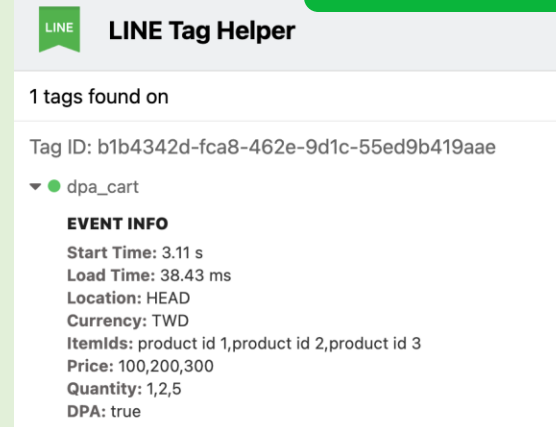 LINE
LINE Tag Helper
1 tags found on
Tag ID: b1b4342d-fca8-462e-9d1c-55ed9b419aae
dpa_cart
EVENT INFO
Start Time: 3.11 s
Load Time: 38.43 ms
Location: HEAD
Currency: TWD
ItemIds: product id 1,product id 2,product id 3
Price: 100,200,300
Quantity: 1,2,5
DPA: true